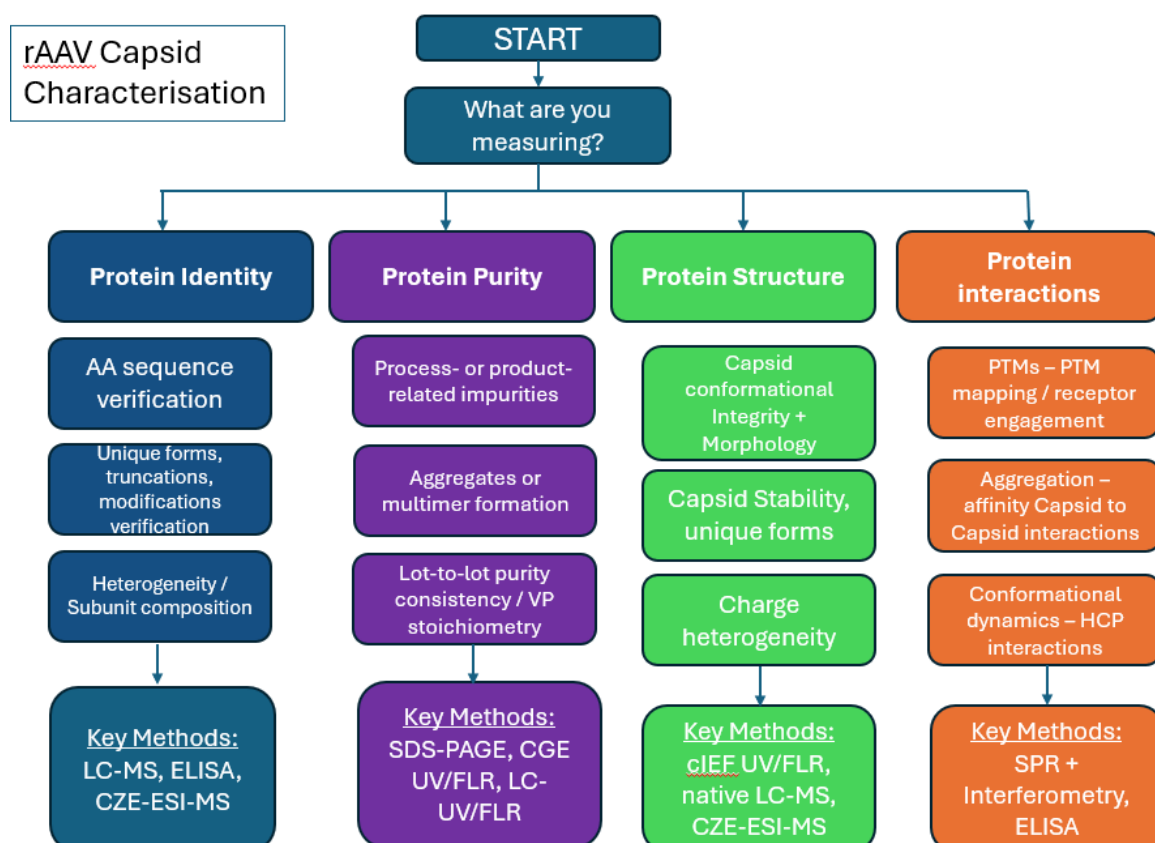 rAAV Capsid
Characterisation
START
What are you
measuring?
Protein Identity
AA sequence
verification
Unique forms,
truncations,
modifications
verification
Heterogeneity /
Subunit composition
Key Methods:
LC-MS, ELISA,
CZE-ESI-MS
Protein Purity
Process- or product-
related impurities
Aggregates or
multimer formation
Lot-to-lot purity
consistency / VP
stoichiometry
Key Methods:
SDS-PAGE, CGE
UV/FLR, LC-
UV/FLR
Protein Structure
Capsid
conformational
Integrity +
Morphology
Capsid Stability,
unique forms
Charge
heterogeneity
Key Methods:
cIEF UV/FLR,
native LC-MS,
CZE-ESI-MS
Protein
interactions
PTMs – PTM
mapping / receptor
engagement
Aggregation –
affinity Capsid to
Capsid interactions
Conformational
dynamics – HCP
interactions
Key Methods:
SPR +
Interferometry,
ELISA